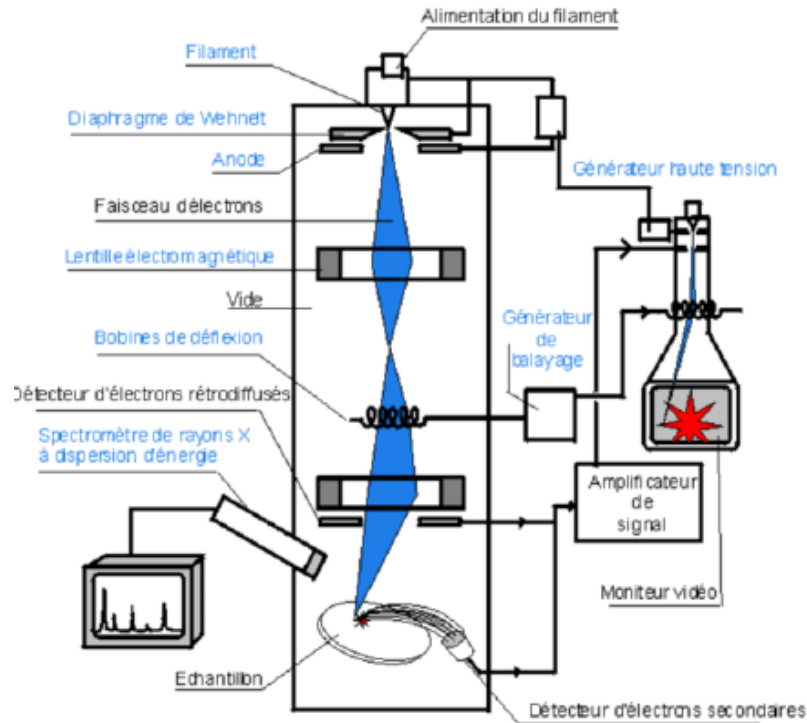 Alimentation du filament
Filament
Diaphragme de Wehnelt
Anode
Générateur haute tension
Faisceau délectrons
Lentille électromagnétique
Vide
Bobines de déflexion
Générateur
de
balayage
Détecteur d'électrons rétrodiffusés
Spectromètre de rayons X
à dispersion d'énergie
Amplificateur
de
signal
Moniteur vidéo
Echantillon
Détecteur d'électrons secondaires